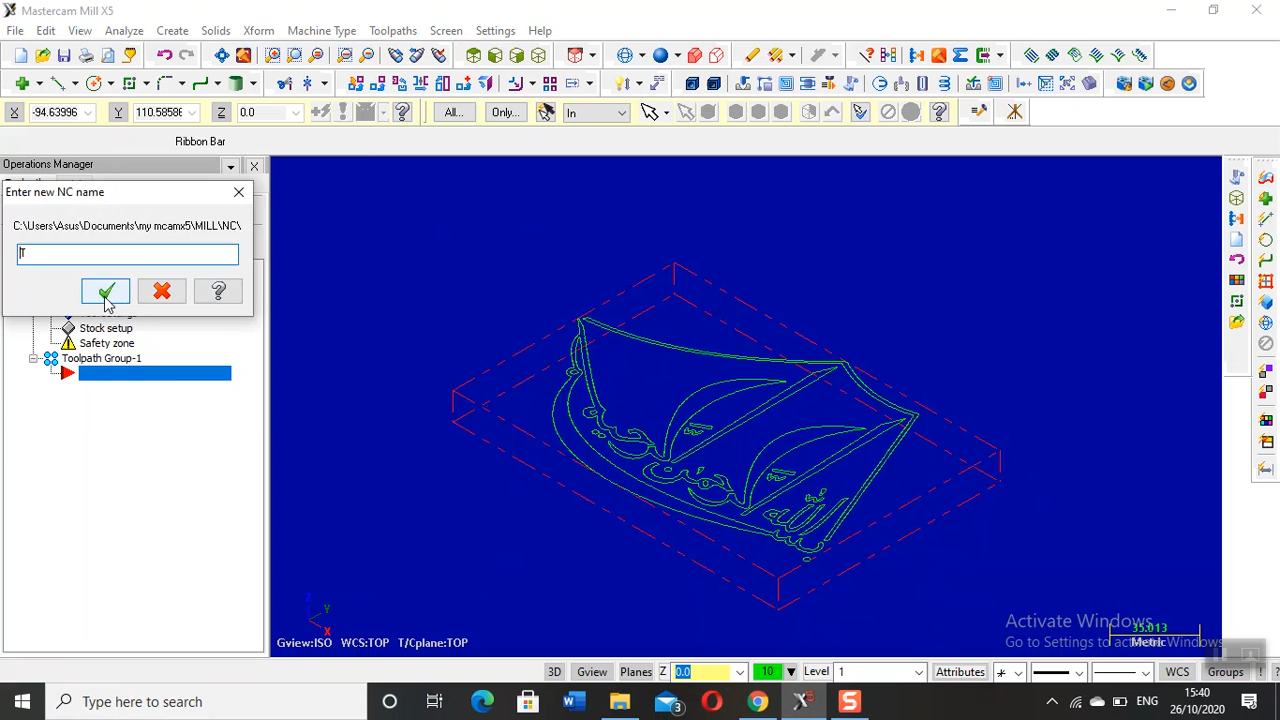 Mastercam Mill X5
File Edit View Analyze Create Solids Xform Machine Type Toolpaths Screen Settings Help
X -94.63996 Y 110.58586 Z 0.0 All... Only... In
Ribbon Bar
Operations Manager
Enter new NC name
C:\Users\Asus\Documents\my mcamx5\MILL\NC\
T
Stock setup
Safety zone
Toolpath Group-1
Z
Y
X
Gview:ISO WCS:TOP T/Cplane:TOP
Activate Windows
Go to Settings to activate Windows
35.013
Metric
3D Gview Planes Z 0.0 10 Level 1 Attributes WCS Groups
Type here to search
3
ENG
15:40
26/10/2020